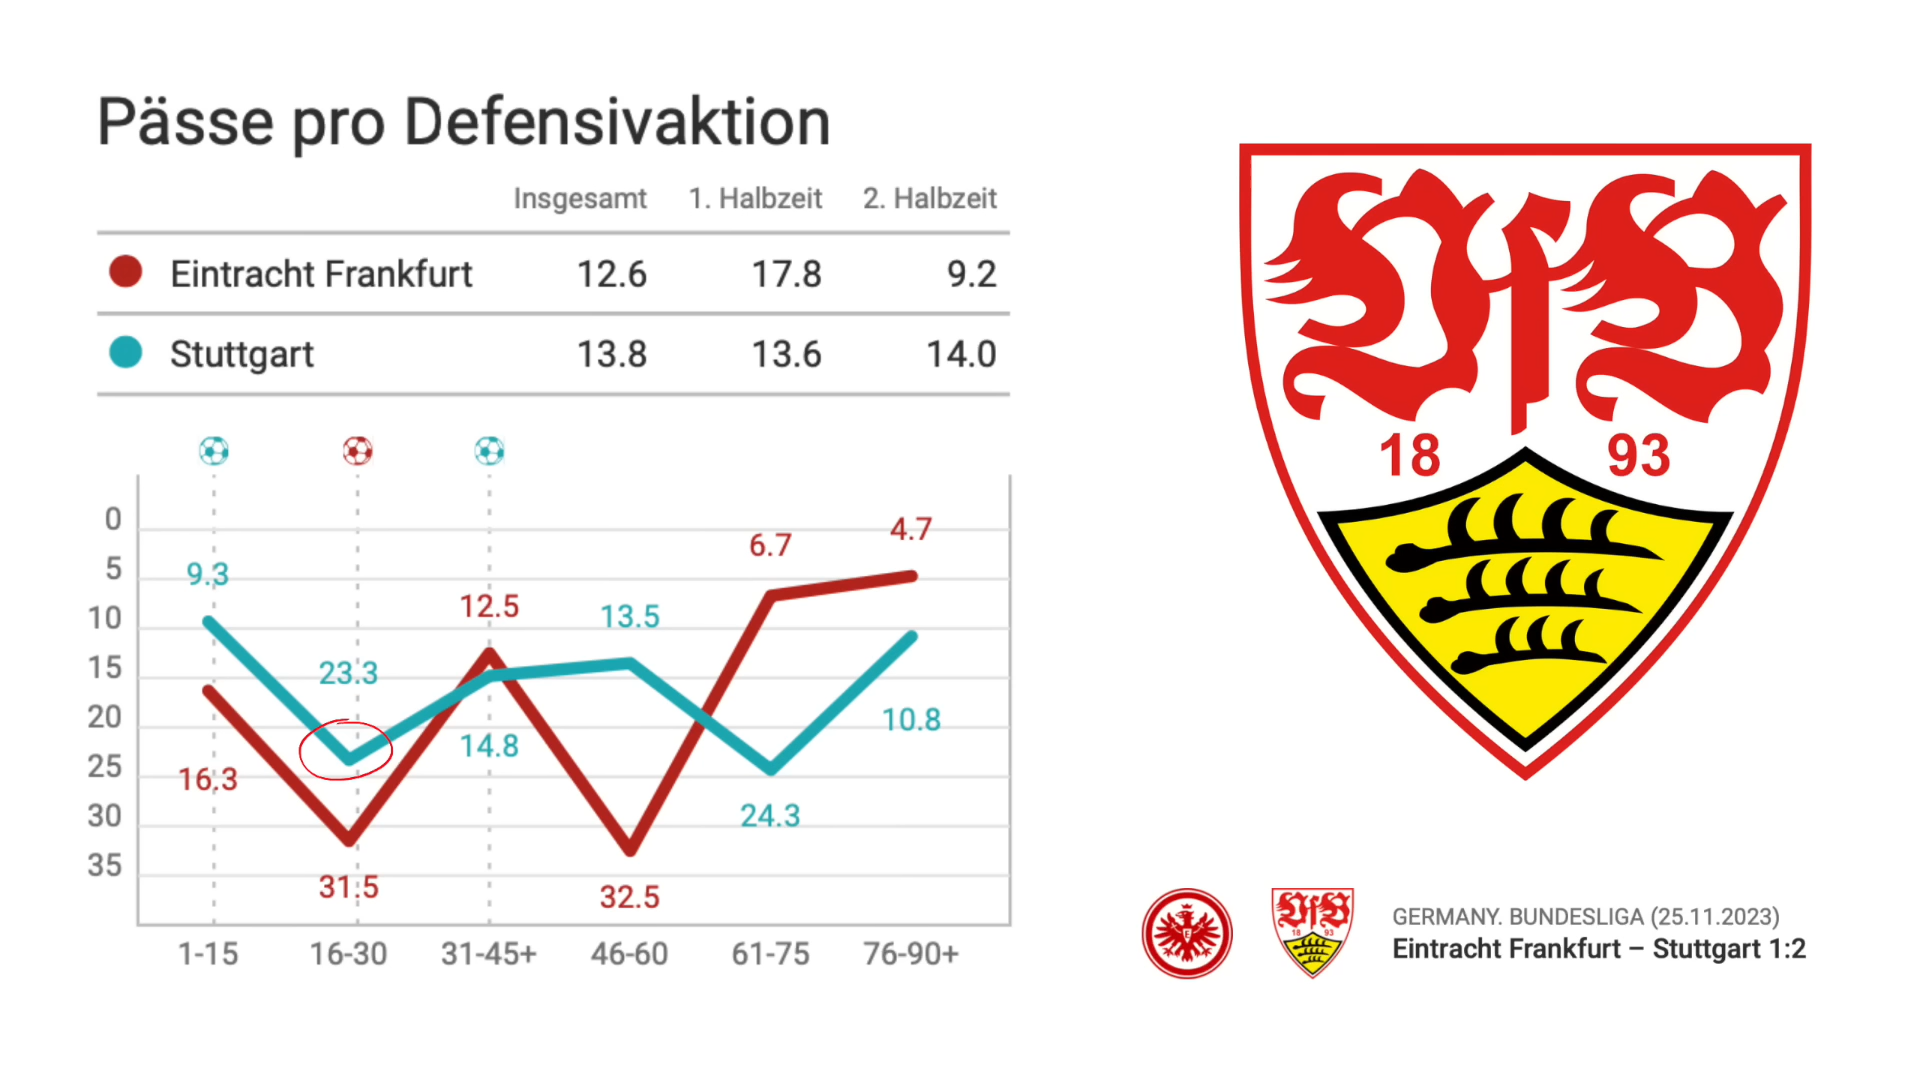 Pässe pro Defensivaktion
Insgesamt 1. Halbzeit 2. Halbzeit
Eintracht Frankfurt 12.6 17.8 9.2
Stuttgart 13.8 13.6 14.0
0
5
10
15
20
25
30
35
9.3
23.3
14.8
13.5
24.3
10.8
16.3
31.5
12.5
32.5
6.7
4.7
1-15 16-30 31-45+ 46-60 61-75 76-90+
VfB
18 93
E
VfB
18 93
GERMANY. BUNDESLIGA (25.11.2023)
Eintracht Frankfurt – Stuttgart 1:2